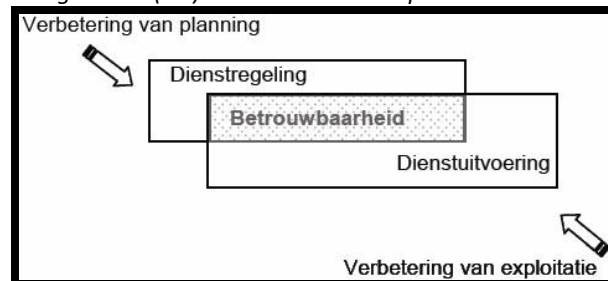 Verbetering van planning
Dienstregeling
Betrouwbaarheid
Dienstuitvoering
Verbetering van exploitatie